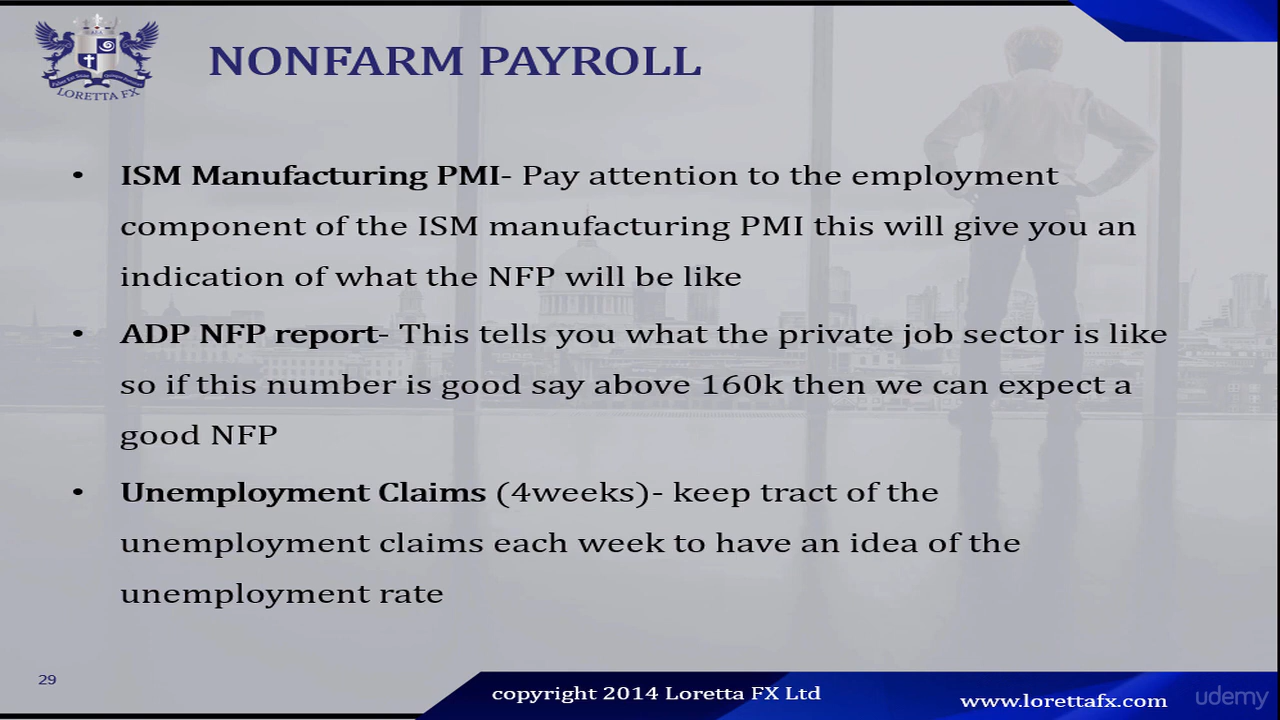 LORETTA FX
NONFARM PAYROLL
• ISM Manufacturing PMI- Pay attention to the employment
component of the ISM manufacturing PMI this will give you an
indication of what the NFP will be like
• ADP NFP report- This tells you what the private job sector is like
so if this number is good say above 160k then we can expect a
good NFP
• Unemployment Claims (4weeks)- keep tract of the
unemployment claims each week to have an idea of the
unemployment rate
29
copyright 2014 Loretta FX Ltd
www.lorettafx.com
udemy